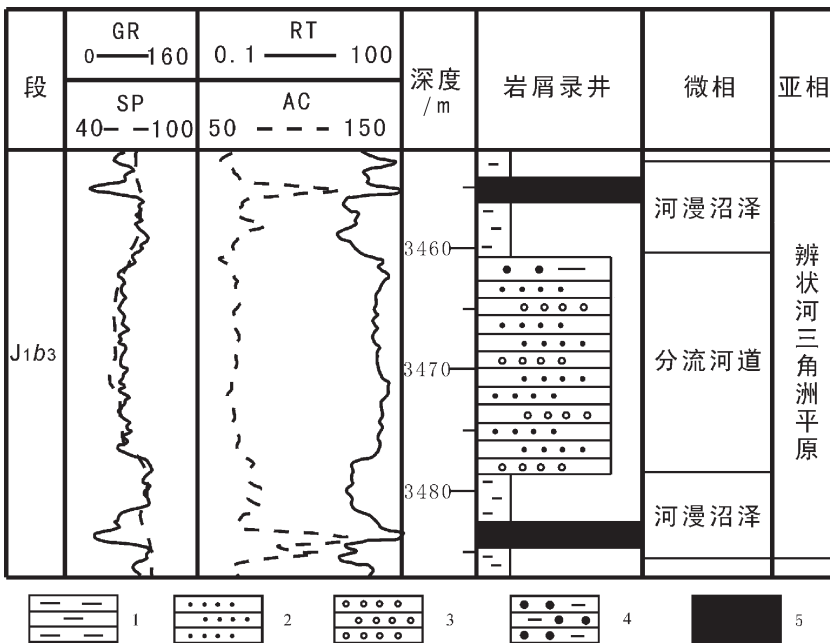 段
GR
0 160
SP
40 100
RT
0.1 100
AC
50 150
深度
/m
岩屑录井
微相
亚相
J1b3
3460
3470
3480
河漫沼泽
分流河道
河漫沼泽
辨状河三角洲平原
1
2
3
4
5